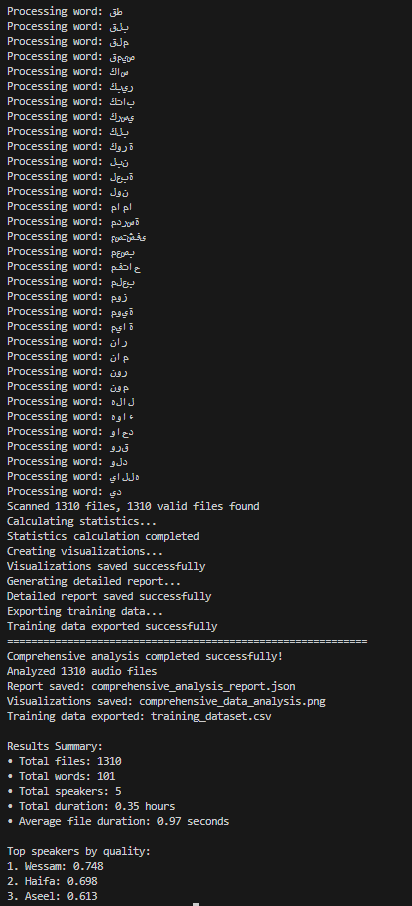 Processing word: قط
Processing word: قلب
Processing word: قلم
Processing word: قميص
Processing word: كاس
Processing word: كبير
Processing word: كتاب
Processing word: كرسي
Processing word: كلب
Processing word: كورة
Processing word: لبن
Processing word: لعبة
Processing word: لون
Processing word: ماما
Processing word: مدرسة
Processing word: مستشفى
Processing word: معصب
Processing word: مفتاح
Processing word: ملعب
Processing word: موز
Processing word: موية
Processing word: مياة
Processing word: نار
Processing word: نام
Processing word: نور
Processing word: نوم
Processing word: هلال
Processing word: هواء
Processing word: واحد
Processing word: ورق
Processing word: ولد
Processing word: يالله
Processing word: يد
Scanned 1310 files, 1310 valid files found
Calculating statistics...
Statistics calculation completed
Creating visualizations...
Visualizations saved successfully
Generating detailed report...
Detailed report saved successfully
Exporting training data...
Training data exported successfully
============================================================
Comprehensive analysis completed successfully!
Analyzed 1310 audio files
Report saved: comprehensive_analysis_report.json
Visualizations saved: comprehensive_data_analysis.png
Training data exported: training_dataset.csv
Results Summary:
• Total files: 1310
• Total words: 101
• Total speakers: 5
• Total duration: 0.35 hours
• Average file duration: 0.97 seconds
Top speakers by quality:
1. Wessam: 0.748
2. Haifa: 0.698
3. Aseel: 0.613